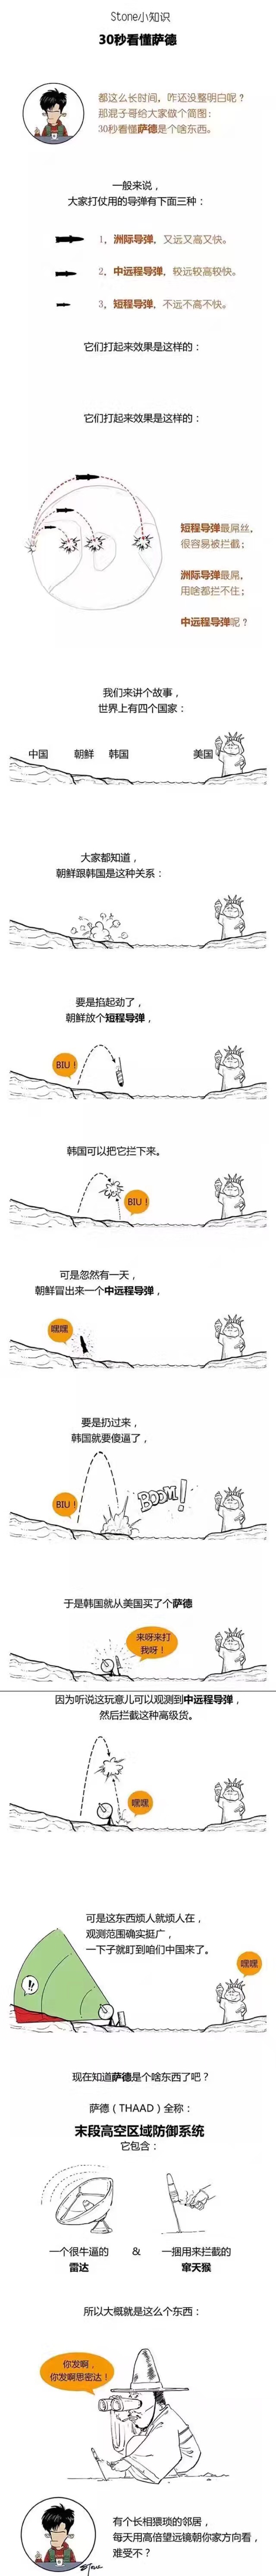 Stone小知识
30秒看懂萨德
都这么长时间，咋还没整明白呢？
那混子哥给大家做个简图：
30秒看懂萨德是个啥东西。
一般来说，
大家打仗用的导弹有下面三种：
1，洲际导弹，又远又高又快。
2，中远程导弹，较远较高较快。
3，短程导弹，不远不高不快。
它们打起来效果是这样的：
它们打起来效果是这样的：
短程导弹最屌丝，
很容易被拦截；
洲际导弹最屌，
用啥都拦不住；
中远程导弹呢？
我们来讲个故事，
世界上有四个国家：
中国 朝鲜 韩国 美国
大家都知道，
朝鲜跟韩国是这种关系：
要是掐起劲了，
朝鲜放个短程导弹，
BIU！
韩国可以把它拦下来。
BIU！
可是忽然有一天，
朝鲜冒出来一个中远程导弹，
嘿嘿
要是扔过来，
韩国就要傻逼了，
BIU！
BOOM!
于是韩国就从美国买了个萨德
来呀来打
我呀！
因为听说这玩意儿可以观测到中远程导弹，
然后拦截这种高级货。
嘿嘿
可是这东西烦人就烦人在，
观测范围确实挺广，
一下子就盯到咱们中国来了。
嘿嘿
!!
现在知道萨德是个啥东西了吧？
萨德（THAAD）全称：
末段高空区域防御系统
它包含：
一个很牛逼的 & 一捆用来拦截的
雷达 窜天猴
所以大概就是这么个东西：
你发啊，
你发啊思密达！
STONE
有个长相猥琐的邻居，
每天用高倍望远镜朝你家方向看，
难受不？